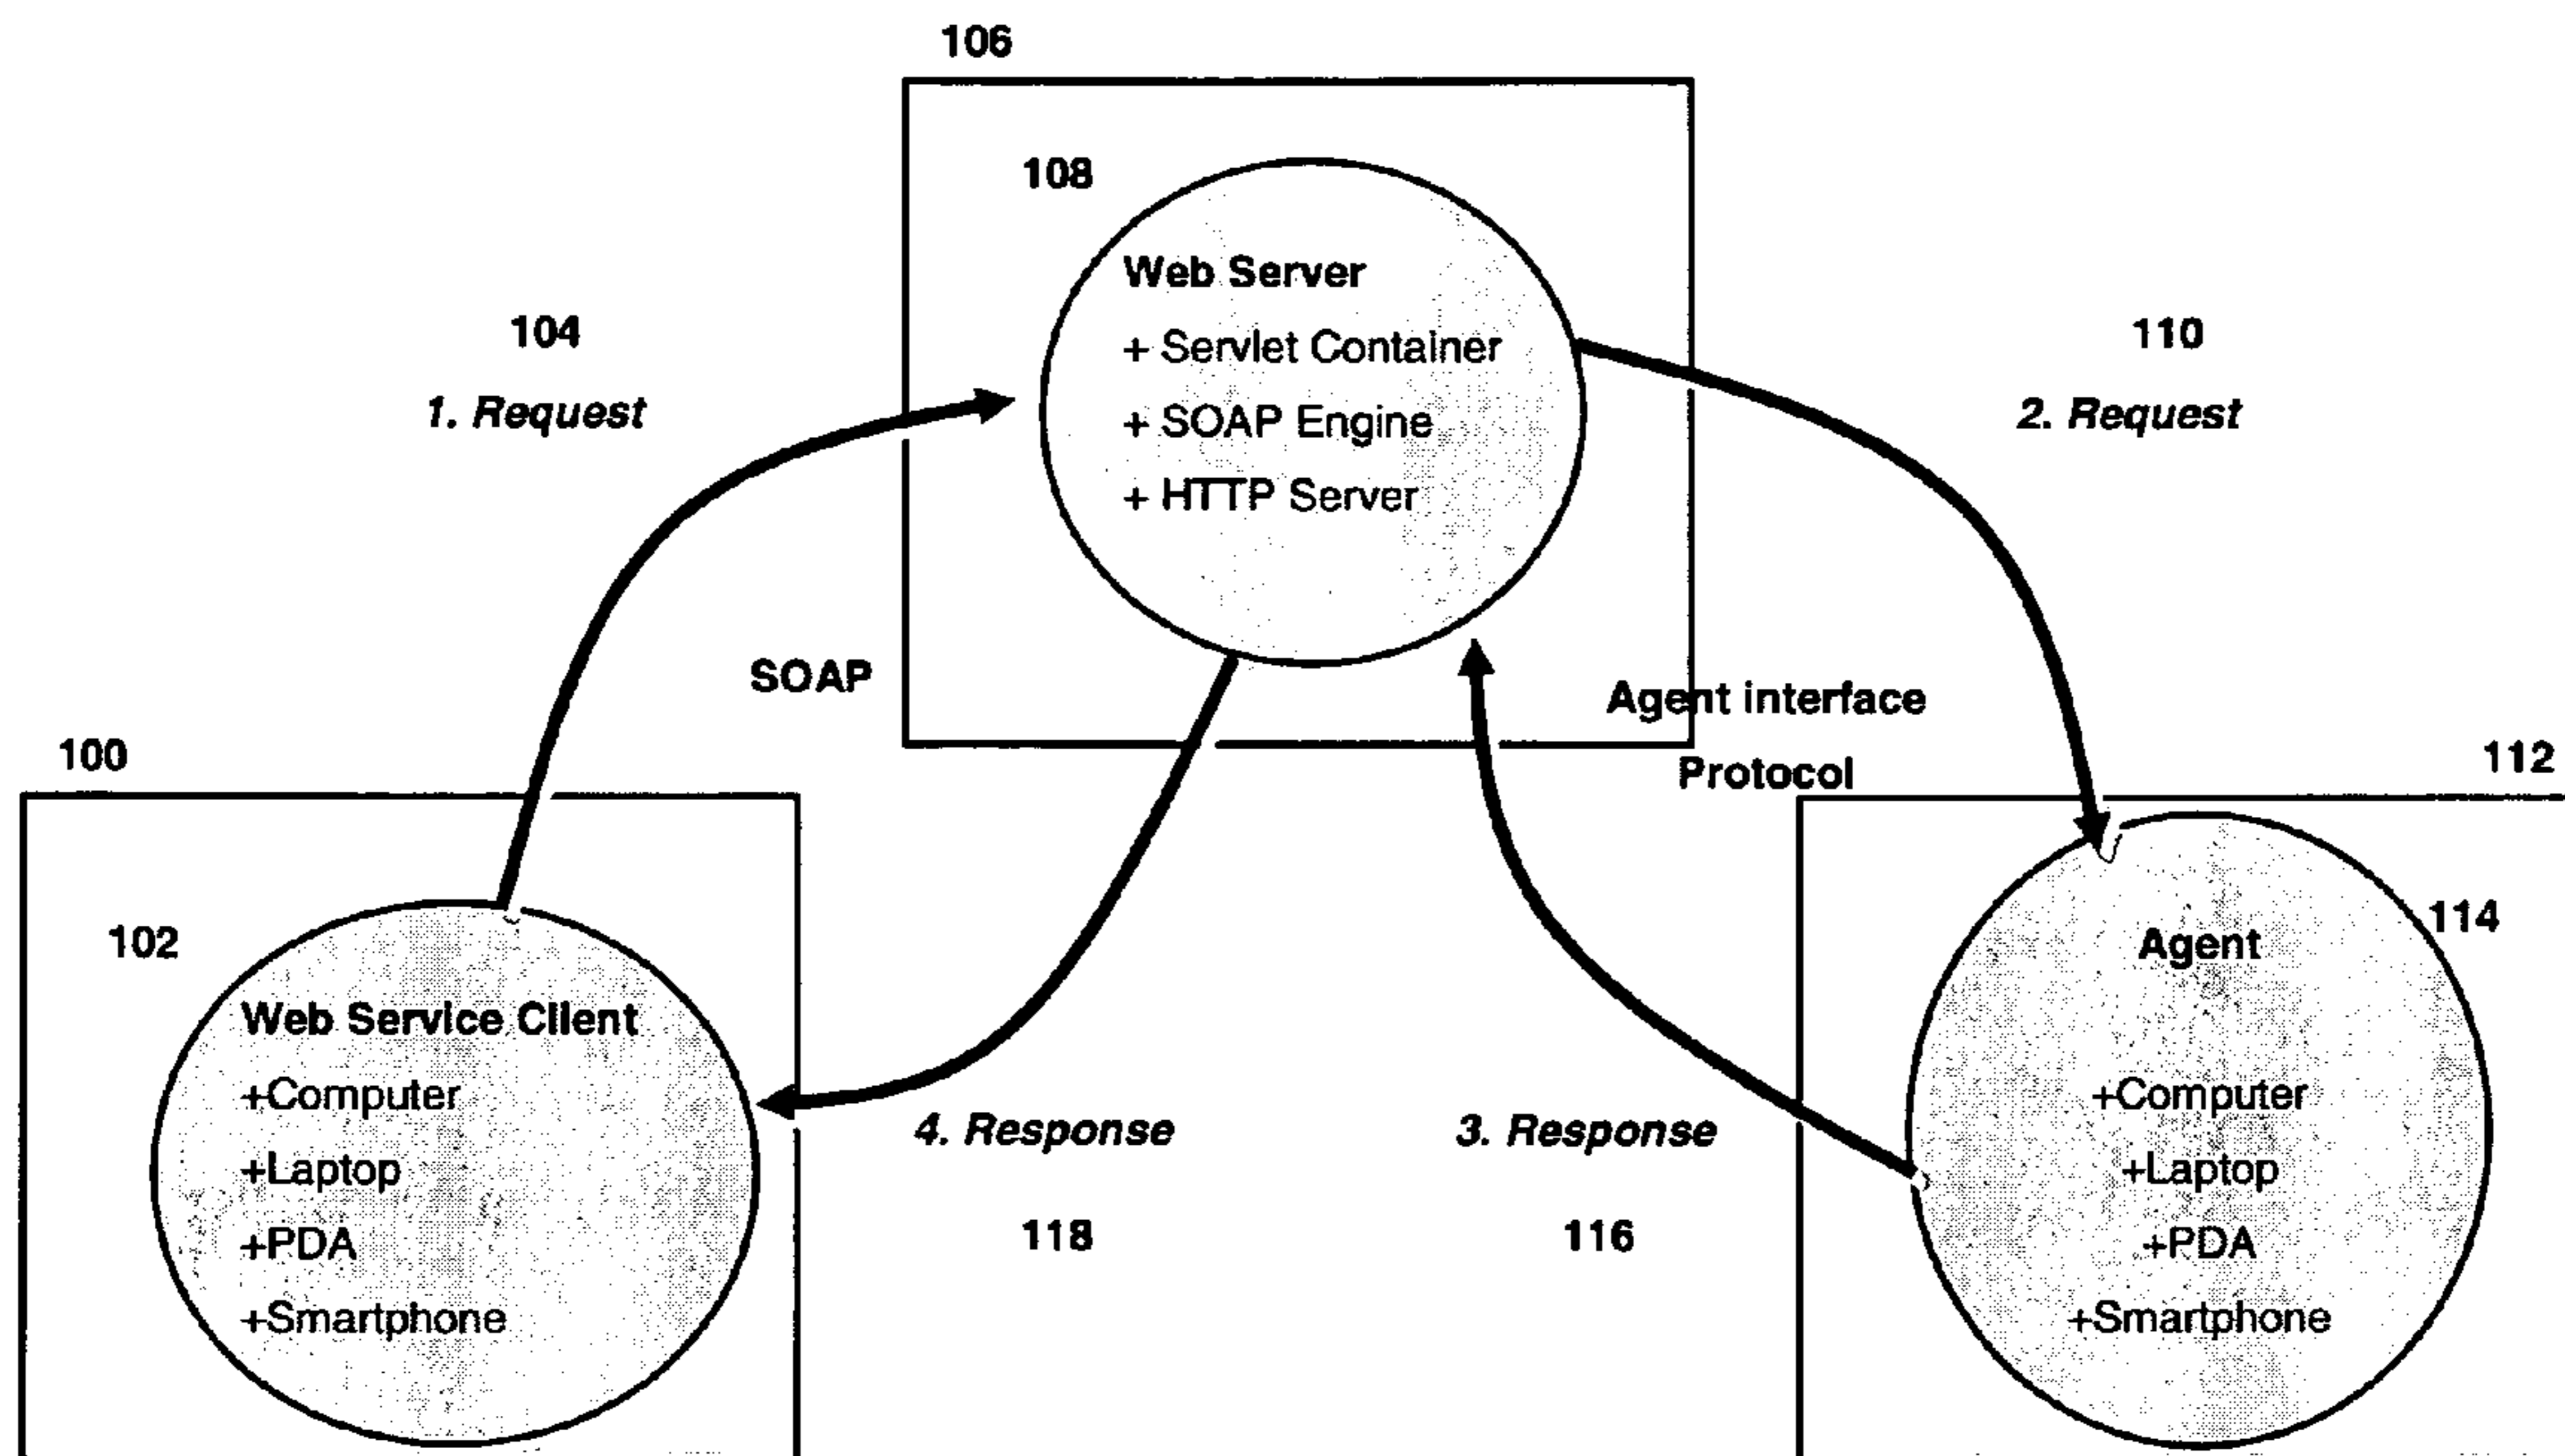 106
108
Web Server
+ Servlet Container
+ SOAP Engine
+ HTTP Server
104
1. Request
110
2. Request
SOAP
Agent interface
Protocol
100
102
Web Service Client
+Computer
+Laptop
+PDA
+Smartphone
112
114
Agent
+Computer
+Laptop
+PDA
+Smartphone
4. Response
118
3. Response
116